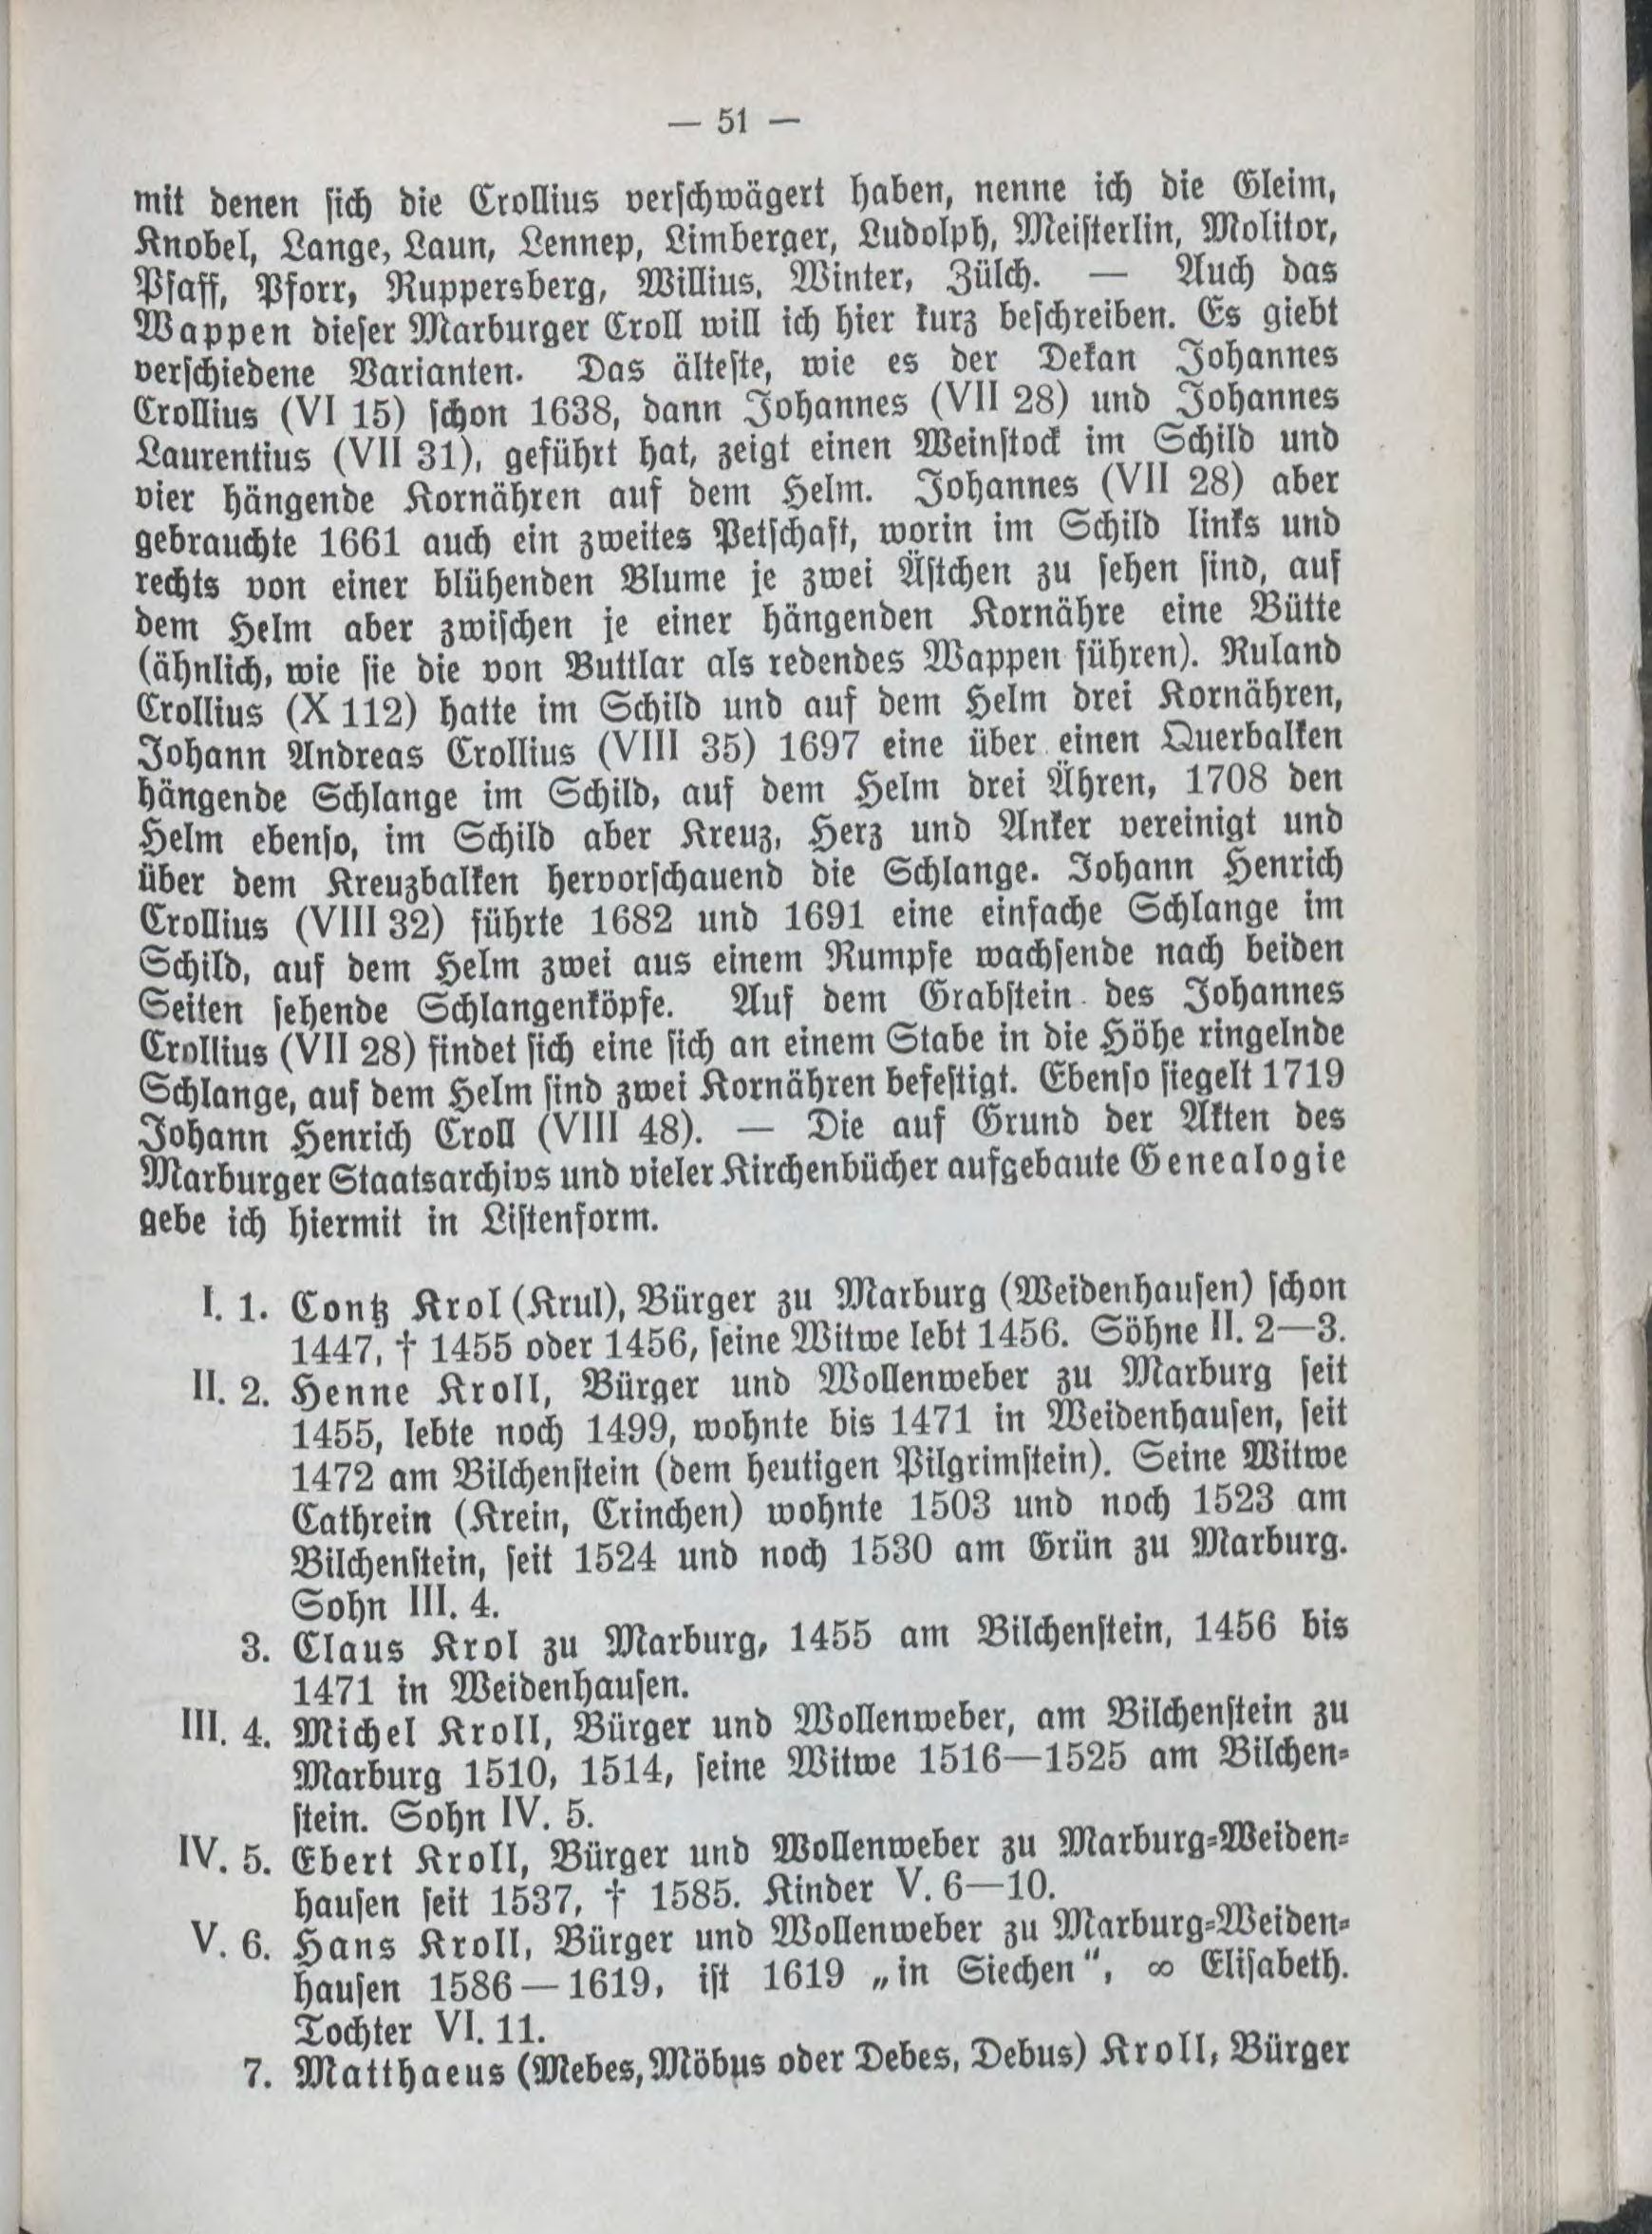 — 51 —
mit denen sich die Crollius verschwägert haben, nenne ich die Gleim,
Knobel, Lange, Laun, Lennep, Limberger, Ludolph, Meisterlin, Molitor,
Pfaff, Pforr, Ruppersberg, Willius, Winter, Zülch. — Auch das
Wappen dieser Marburger Croll will ich hier kurz beschreiben. Es giebt
verschiedene Varianten. Das älteste, wie es der Dekan Johannes
Crollius (VI 15) schon 1638, dann Johannes (VII 28) und Johannes
Laurentius (VII 31), geführt hat, zeigt einen Weinstock im Schild und
vier hängende Kornähren auf dem Helm. Johannes (VII 28) aber
gebrauchte 1661 auch ein zweites Petschaft, worin im Schild links und
rechts von einer blühenden Blume je zwei Ästchen zu sehen sind, auf
dem Helm aber zwischen je einer hängenden Kornähre eine Bütte
(ähnlich, wie sie die von Buttlar als redendes Wappen führen). Ruland
Crollius (X 112) hatte im Schild und auf dem Helm drei Kornähren,
Johann Andreas Crollius (VIII 35) 1697 eine über einen Querbalken
hängende Schlange im Schild, auf dem Helm drei Ähren, 1708 den
Helm ebenso, im Schild aber Kreuz, Herz und Anker vereinigt und
über dem Kreuzbalken hervorschauend die Schlange. Johann Henrich
Crollius (VIII 32) führte 1682 und 1691 eine einfache Schlange im
Schild, auf dem Helm zwei aus einem Rumpfe wachsende nach beiden
Seiten sehende Schlangenköpfe. Auf dem Grabstein des Johannes
Crollius (VII 28) findet sich eine sich an einem Stabe in die Höhe ringelnde
Schlange, auf dem Helm sind zwei Kornähren befestigt. Ebenso siegelt 1719
Johann Henrich Croll (VIII 48). — Die auf Grund der Akten des
Marburger Staatsarchivs und vieler Kirchenbücher aufgebaute Genealogie
gebe ich hiermit in Listenform.
I. 1. Contz Krol (Krul), Bürger zu Marburg (Weidenhausen) schon
1447, † 1455 oder 1456, seine Witwe lebt 1456. Söhne II. 2—3.
II. 2. Henne Kroll, Bürger und Wollenweber zu Marburg seit
1455, lebte noch 1499, wohnte bis 1471 in Weidenhausen, seit
1472 am Bilchenstein (dem heutigen Pilgrimstein). Seine Witwe
Cathrein (Krein, Crinchen) wohnte 1503 und noch 1523 am
Bilchenstein, seit 1524 und noch 1530 am Grün zu Marburg.
Sohn III. 4.
3. Claus Krol zu Marburg, 1455 am Bilchenstein, 1456 bis
1471 in Weidenhausen.
III. 4. Michel Kroll, Bürger und Wollenweber, am Bilchenstein zu
Marburg 1510, 1514, seine Witwe 1516—1525 am Bilchen-
stein. Sohn IV. 5.
IV. 5. Ebert Kroll, Bürger und Wollenweber zu Marburg-Weiden-
hausen seit 1537, † 1585. Kinder V. 6—10.
V. 6. Hans Kroll, Bürger und Wollenweber zu Marburg-Weiden-
hausen 1586—1619, ist 1619 „in Siechen“, ∞ Elisabeth.
Tochter VI. 11.
7. Matthaeus (Mebes, Möbus oder Debes, Debus) Kroll, Bürger